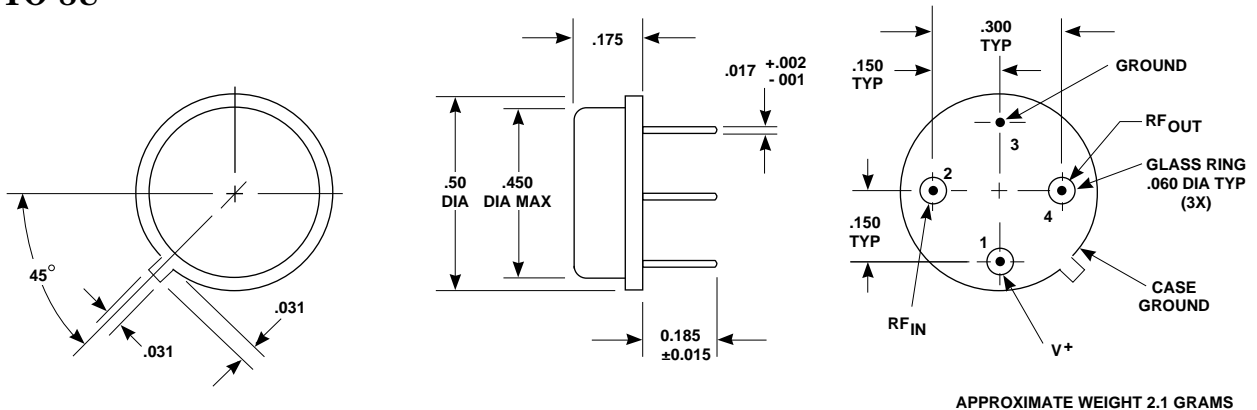 .175
.017 +.002
- 001
.50
DIA
.450
DIA MAX
0.185
±0.015
45°
.031
.031
.300
TYP
.150
TYP
GROUND
3
RFOUT
GLASS RING
.060 DIA TYP
(3X)
2
4
.150
TYP
1
CASE
GROUND
RFIN
V+
APPROXIMATE WEIGHT 2.1 GRAMS